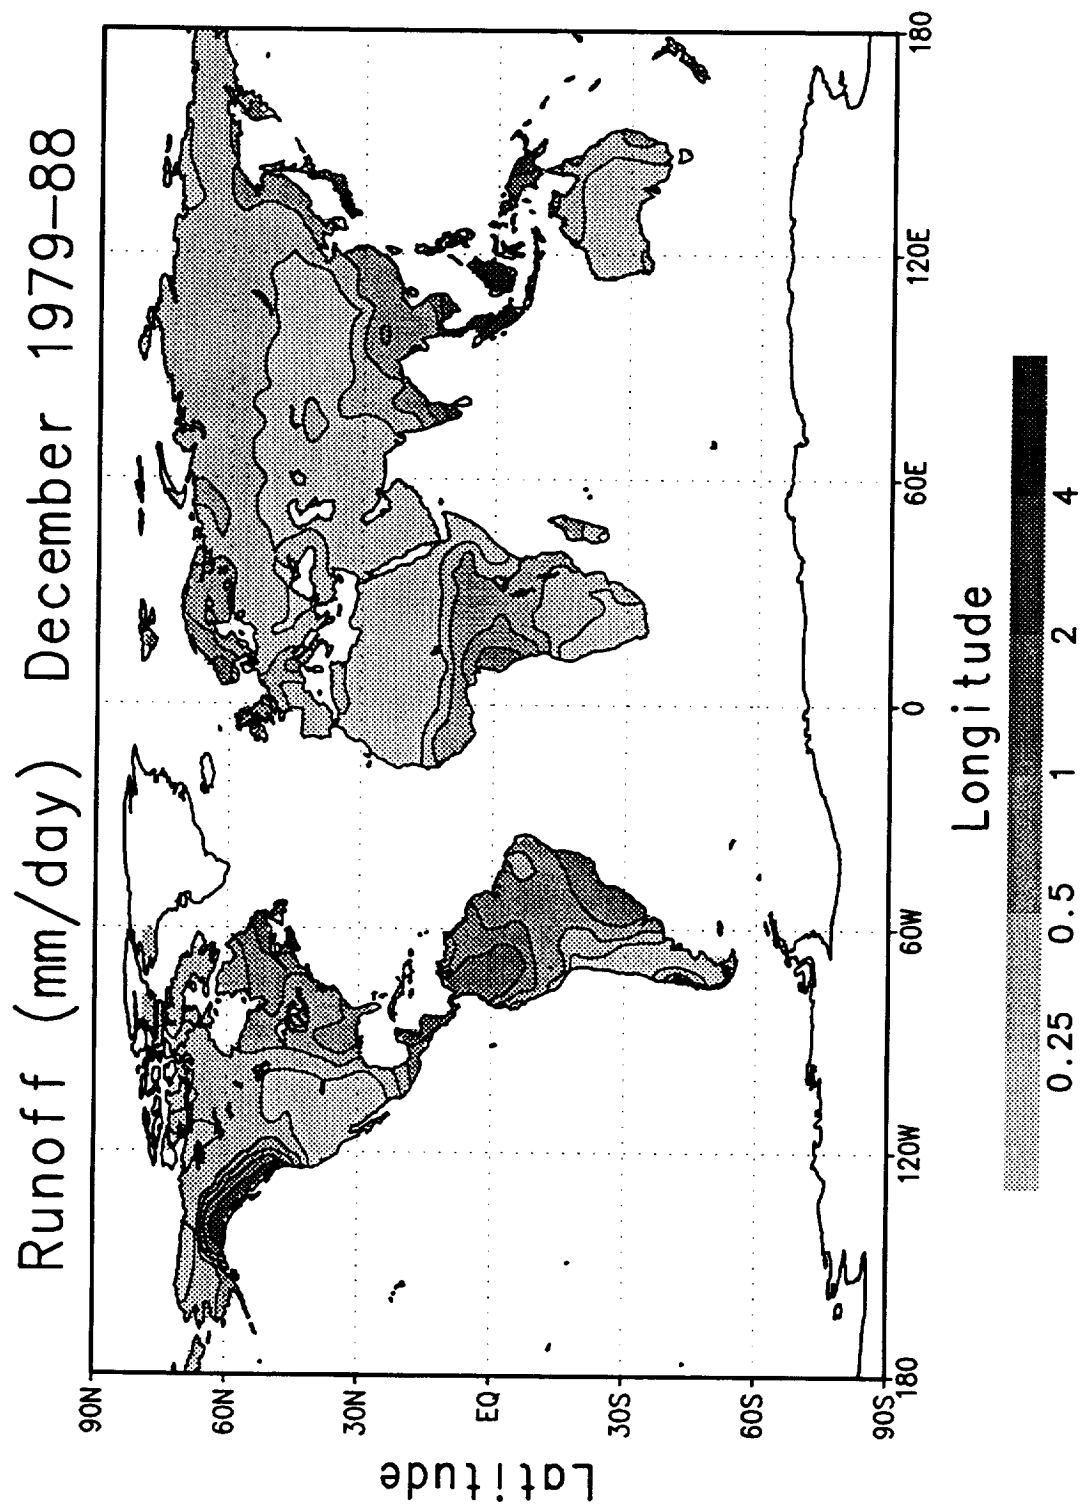 Runoff (mm/day) December 1979-88
90N
60N
30N
EQ
30S
60S
90S
Latitude
180
120W
60W
0
60E
120E
180
Longitude
0.25
0.5
1
2
4